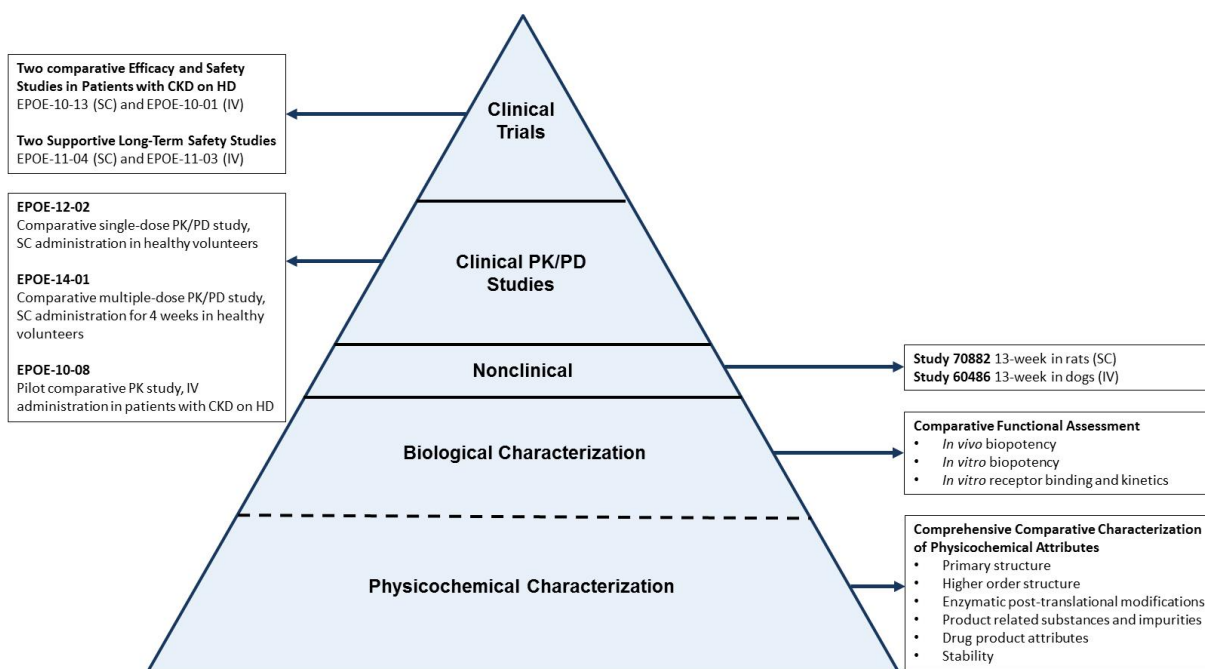 Two comparative Efficacy and Safety
Studies in Patients with CKD on HD
EPOE-10-13 (SC) and EPOE-10-01 (IV)
Two Supportive Long-Term Safety Studies
EPOE-11-04 (SC) and EPOE-11-03 (IV)
Clinical
Trials
EPOE-12-02
Comparative single-dose PK/PD study,
SC administration in healthy volunteers
EPOE-14-01
Comparative multiple-dose PK/PD study,
SC administration for 4 weeks in healthy
volunteers
EPOE-10-08
Pilot comparative PK study, IV
administration in patients with CKD on HD
Clinical PK/PD
Studies
Nonclinical
Study 70882 13-week in rats (SC)
Study 60486 13-week in dogs (IV)
Biological Characterization
Comparative Functional Assessment
• In vivo biopotency
• In vitro biopotency
• In vitro receptor binding and kinetics
Physicochemical Characterization
Comprehensive Comparative Characterization
of Physicochemical Attributes
• Primary structure
• Higher order structure
• Enzymatic post-translational modifications
• Product related substances and impurities
• Drug product attributes
• Stability